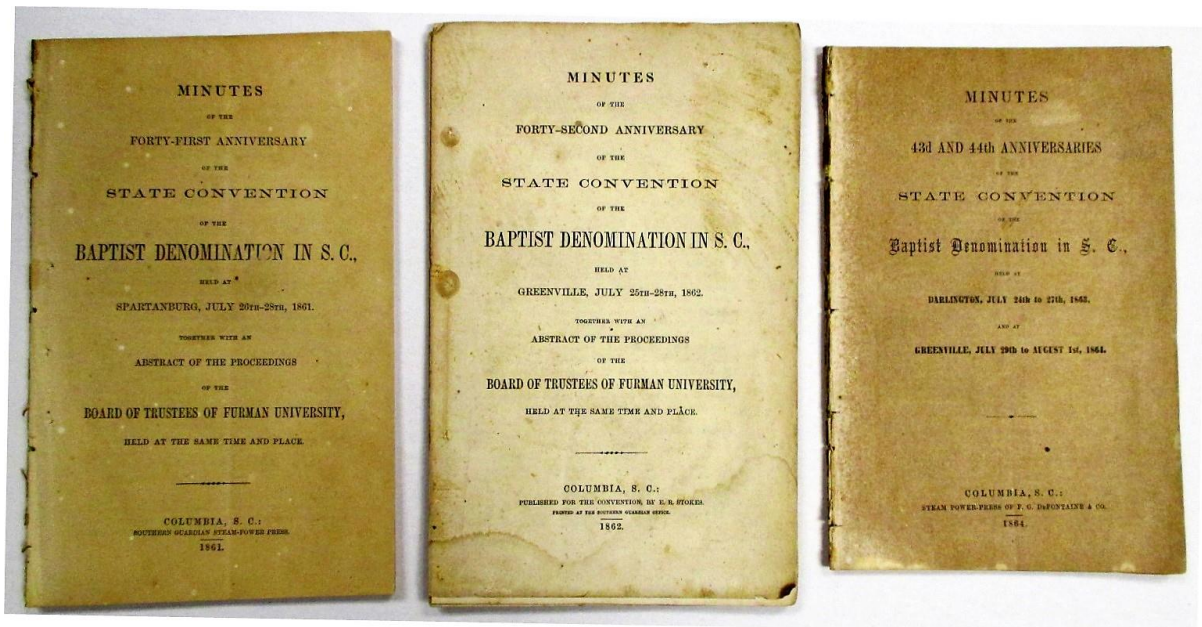 MINUTES
OF THE
FORTY-FIRST ANNIVERSARY
OF THE
STATE CONVENTION
OF THE
BAPTIST DENOMINATION IN S. C.,
HELD AT
SPARTANBURG, JULY 26TH-28TH, 1861.
TOGETHER WITH AN
ABSTRACT OF THE PROCEEDINGS
OF THE
BOARD OF TRUSTEES OF FURMAN UNIVERSITY,
HELD AT THE SAME TIME AND PLACE.
COLUMBIA, S. C.:
SOUTHERN GUARDIAN STEAM-POWER PRESS.
1861.
MINUTES
OF THE
FORTY-SECOND ANNIVERSARY
OF THE
STATE CONVENTION
OF THE
BAPTIST DENOMINATION IN S. C.,
HELD AT
GREENVILLE, JULY 25TH-28TH, 1862.
TOGETHER WITH AN
ABSTRACT OF THE PROCEEDINGS
OF THE
BOARD OF TRUSTEES OF FURMAN UNIVERSITY,
HELD AT THE SAME TIME AND PLACE.
COLUMBIA, S. C.:
PUBLISHED FOR THE CONVENTION, BY E. R. STOKES.
PRINTED AT THE SOUTHERN GUARDIAN OFFICE.
1862.
MINUTES
OF THE
43d AND 44th ANNIVERSARIES
OF THE
STATE CONVENTION
OF THE
Baptist Denomination in S. C.,
HELD AT
DARLINGTON, JULY 24th to 27th, 1863.
AND AT
GREENVILLE, JULY 29th to AUGUST 1st, 1864.
COLUMBIA, S. C.:
STEAM POWER-PRESS OF F. G. DeFONTAINE & CO.
1864.